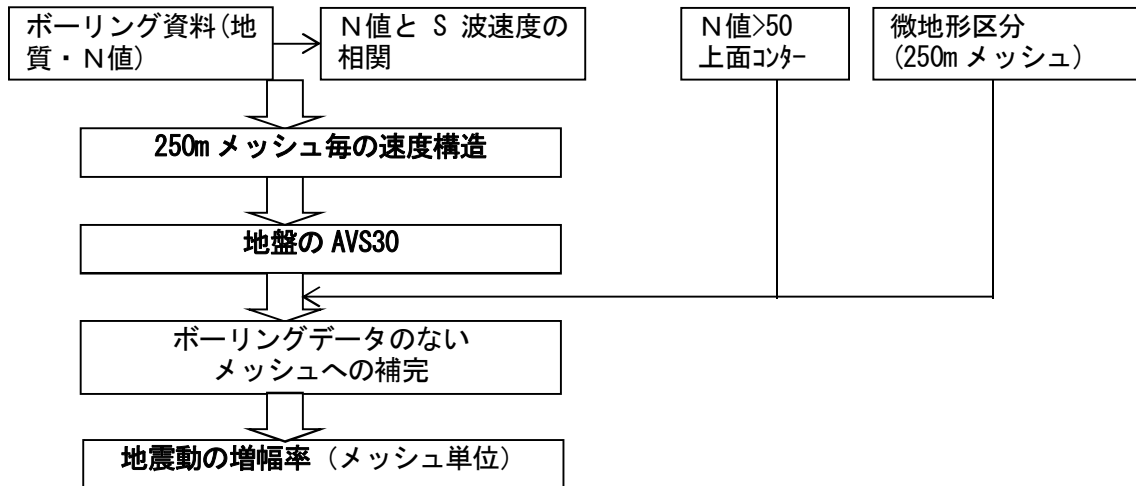 ボーリング資料(地
質・Ｎ値)
Ｎ値と S 波速度の
相関
Ｎ値>50
上面ｺﾝﾀｰ
微地形区分
(250m メッシュ)
250m メッシュ毎の速度構造
地盤の AVS30
ボーリングデータのない
メッシュへの補完
地震動の増幅率（メッシュ単位）